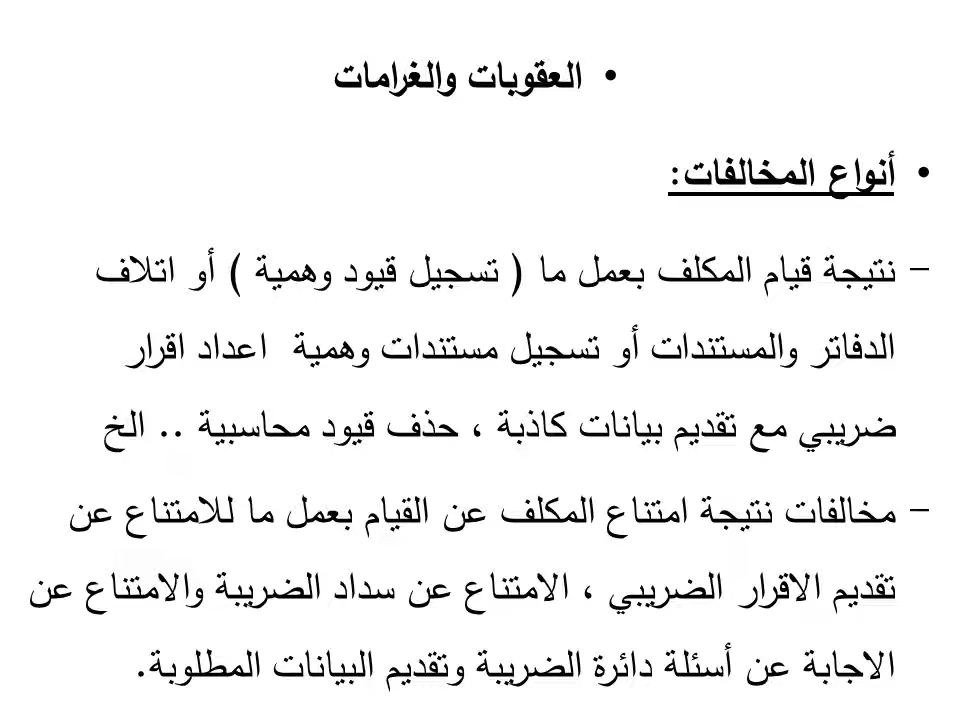 • العقوبات والغرامات
• أنواع المخالفات:
– نتيجة قيام المكلف بعمل ما ( تسجيل قيود وهمية ) أو اتلاف
الدفاتر والمستندات أو تسجيل مستندات وهمية اعداد اقرار
ضريبي مع تقديم بيانات كاذبة ، حذف قيود محاسبية .. الخ
– مخالفات نتيجة امتناع المكلف عن القيام بعمل ما للامتناع عن
تقديم الاقرار الضريبي ، الامتناع عن سداد الضريبة والامتناع عن
الاجابة عن أسئلة دائرة الضريبة وتقديم البيانات المطلوبة.